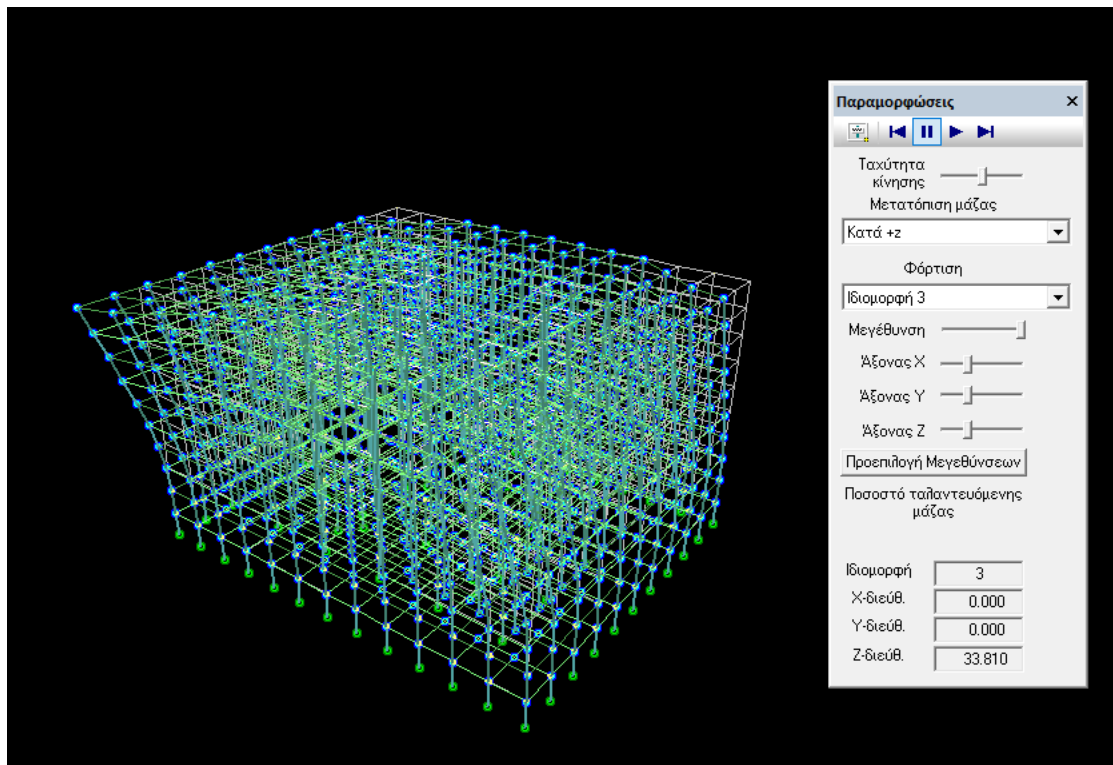 Παραμορφώσεις
Ταχύτητα
κίνησης
Μετατόπιση μάζας
Κατά +z
Φόρτιση
Ιδιομορφή 3
Μεγέθυνση
Άξονας X
Άξονας Y
Άξονας Z
Προεπιλογή Μεγεθύνσεων
Ποσοστό ταλαντευόμενης
μάζας
Ιδιομορφή 3
X-διεύθ. 0.000
Y-διεύθ. 0.000
Z-διεύθ. 33.810